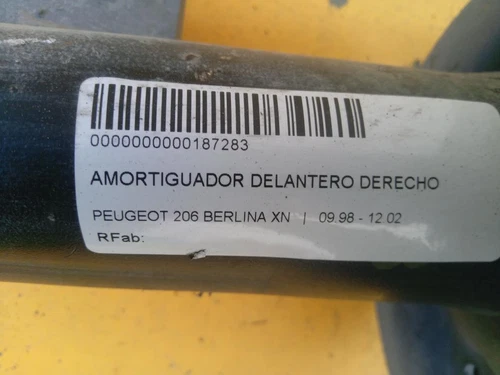 0000000000187283
AMORTIGUADOR DELANTERO DERECHO
PEUGEOT 206 BERLINA XN | 09.98 - 12.02
RFab: